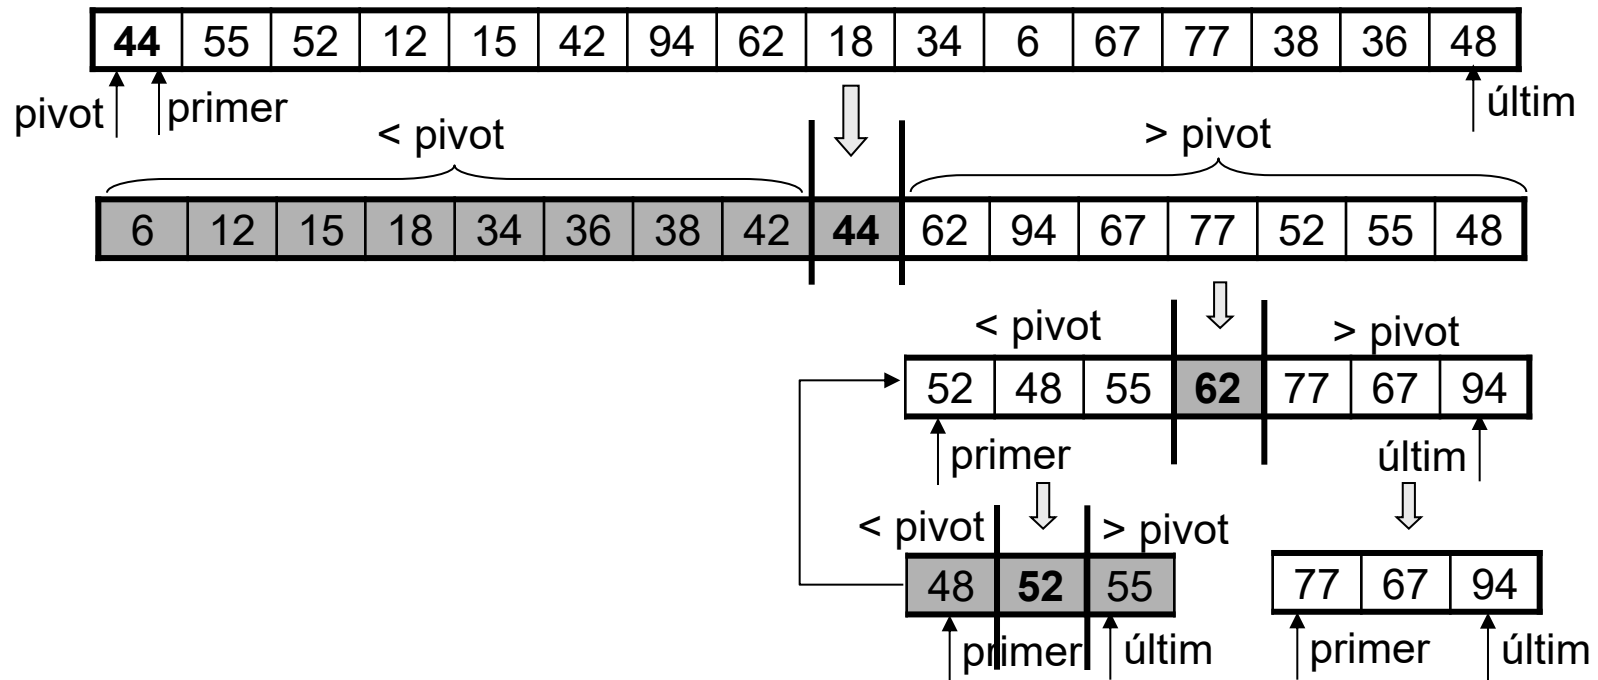 44 55 52 12 15 42 94 62 18 34 6 67 77 38 36 48
pivot primer últim
< pivot > pivot
6 12 15 18 34 36 38 42 44 62 94 67 77 52 55 48
< pivot > pivot
52 48 55 62 77 67 94
primer últim
< pivot > pivot
48 52 55 77 67 94
primer últim primer últim